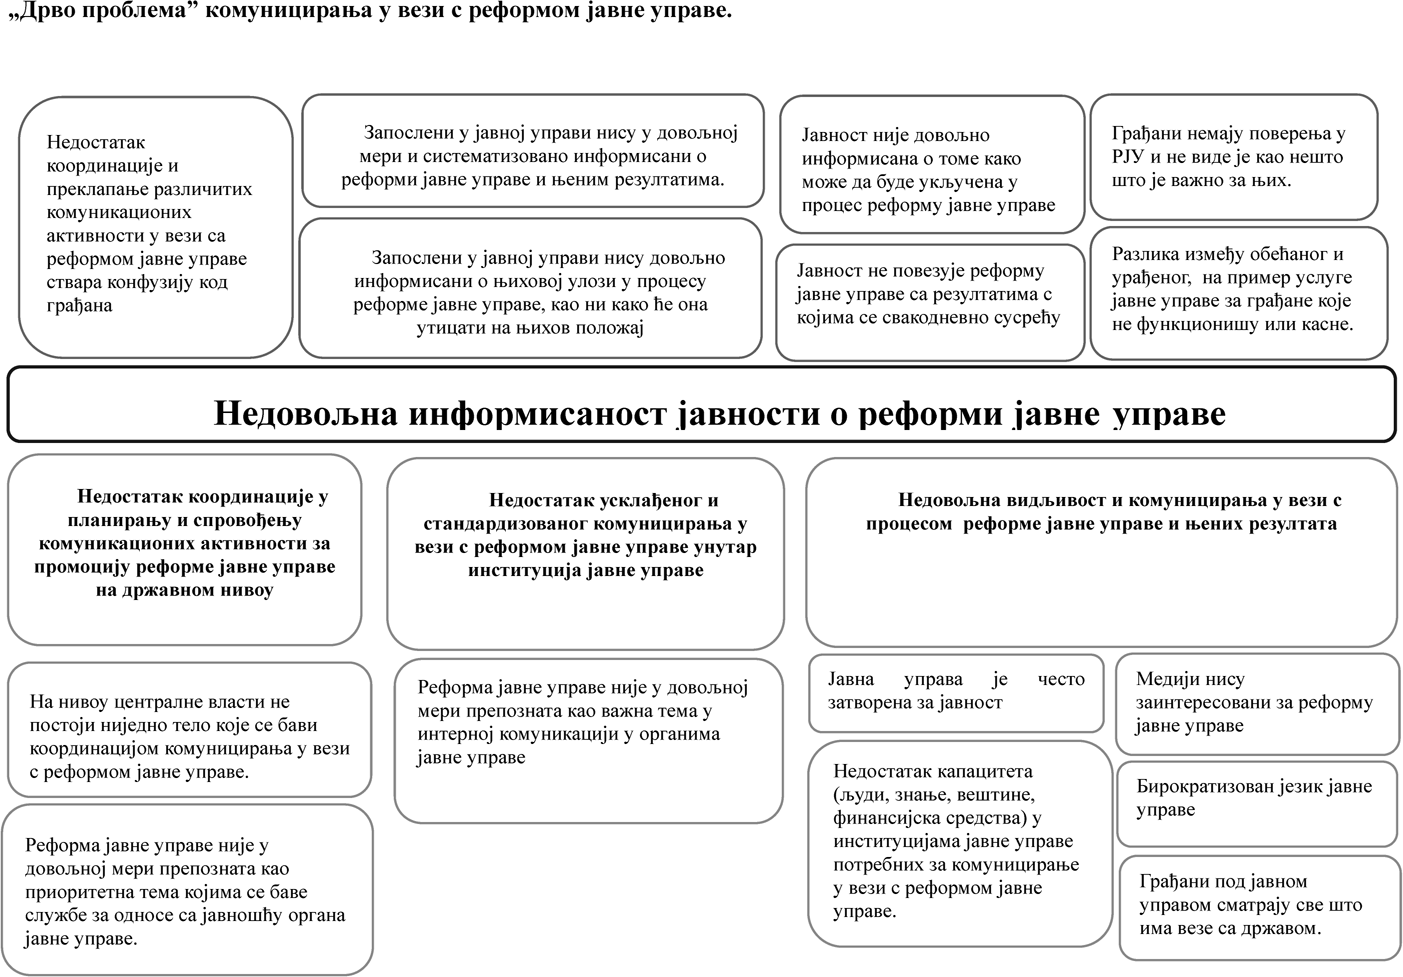 „Дрво проблема” комуницирања у вези с реформом јавне управе.
Недостатак
координације и
преклапање различитих
комуникационих
активности у вези са
реформом јавне управе
ствара конфузију код
грађана
Запослени у јавној управи нису у довољној
мери и систематизовано информисани о
реформи јавне управе и њеним резултатима.
Запослени у јавној управи нису довољно
информисани о њиховој улози у процесу
реформе јавне управе, као ни како ће она
утицати на њихов положај
Јавност није довољно
информисана о томе како
може да буде укључена у
процес реформу јавне управе
Јавност не повезује реформу
јавне управе са резултатима с
којима се свакодневно сусрећу
Грађани немају поверења у
РЈУ и не виде је као нешто
што је важно за њих.
Разлика између обећаног и
урађеног, на пример услуге
јавне управе за грађане које
не функционишу или касне.
Недовољна информисаност јавности о реформи јавне управе
Недостатак координације у
планирању и спровођењу
комуникационих активности за
промоцију реформе јавне управе
на државном нивоу
Недостатак усклађеног и
стандардизованог комуницирања у
вези с реформом јавне управе унутар
институција јавне управе
Недовољна видљивост и комуницирања у вези с
процесом реформе јавне управе и њених резултата
На нивоу централне власти не
постоји ниједно тело које се бави
координацијом комуницирања у вези
с реформом јавне управе.
Реформа јавне управе није у
довољној мери препозната као
приоритетна тема којима се баве
службе за односе са јавношћу органа
јавне управе.
Реформа јавне управе није у довољној
мери препозната као важна тема у
интерној комуникацији у органима
јавне управе
Јавна управа је често
затворена за јавност
Недостатак капацитета
(људи, знање, вештине,
финансијска средства) у
институцијама јавне управе
потребних за комуницирање
у вези с реформом јавне
управе.
Медији нису
заинтересовани за реформу
јавне управе
Бирократизован језик јавне
управе
Грађани под јавном
управом сматрају све што
има везе са државом.